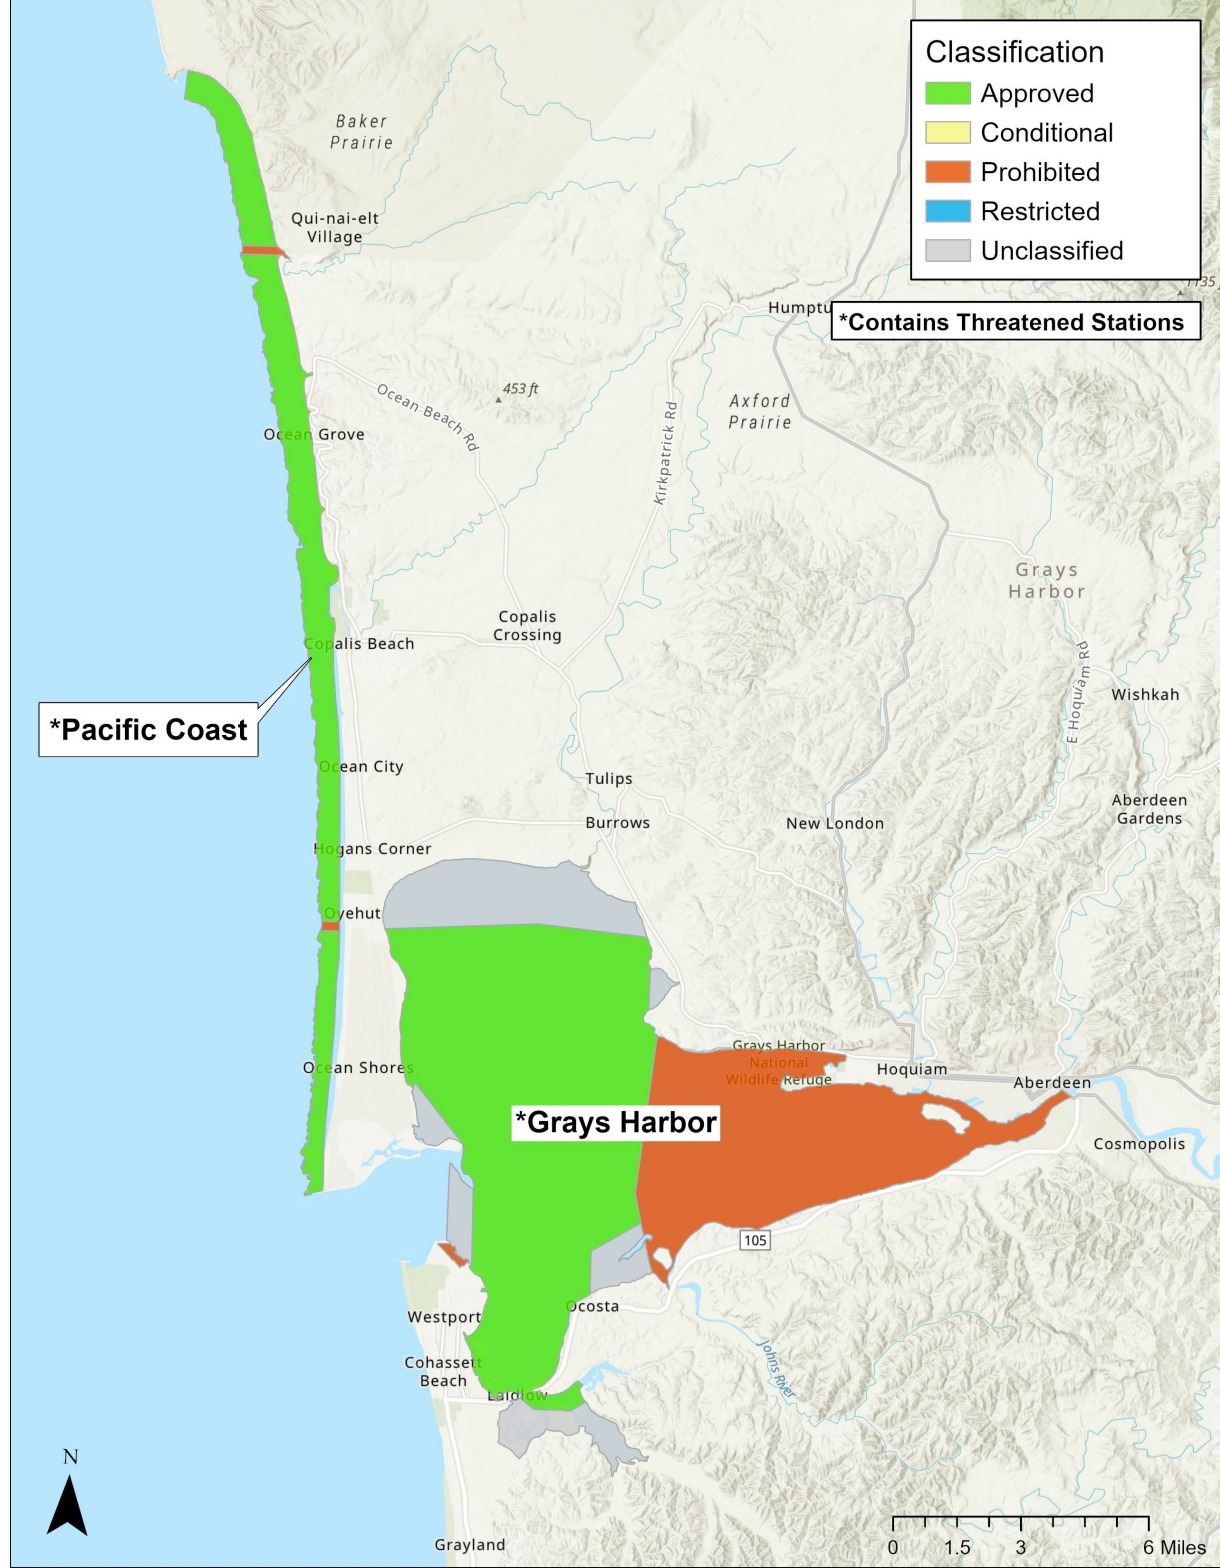 Classification
Approved
Conditional
Prohibited
Restricted
Unclassified
*Contains Threatened Stations
Baker
Prairie
Qui-nai-elt
Village
Humptu
453 ft
Ocean Beach Rd
Kirkpatrick Rd
Axford
Prairie
Ocean Grove
Grays
Harbor
Copalis
Crossing
Copalis Beach
E Hoquiam Rd
Wishkah
*Pacific Coast
Ocean City
Tulips
Aberdeen
Gardens
Burrows
New London
Hogans Corner
Oyehut
Grays Harbor
National
Wildlife Refuge
Ocean Shores
Hoquiam
Aberdeen
*Grays Harbor
Cosmopolis
105
Ocosta
Westport
Johns River
Cohassett
Beach
Laidlow
N
Grayland
0 1.5 3 6 Miles